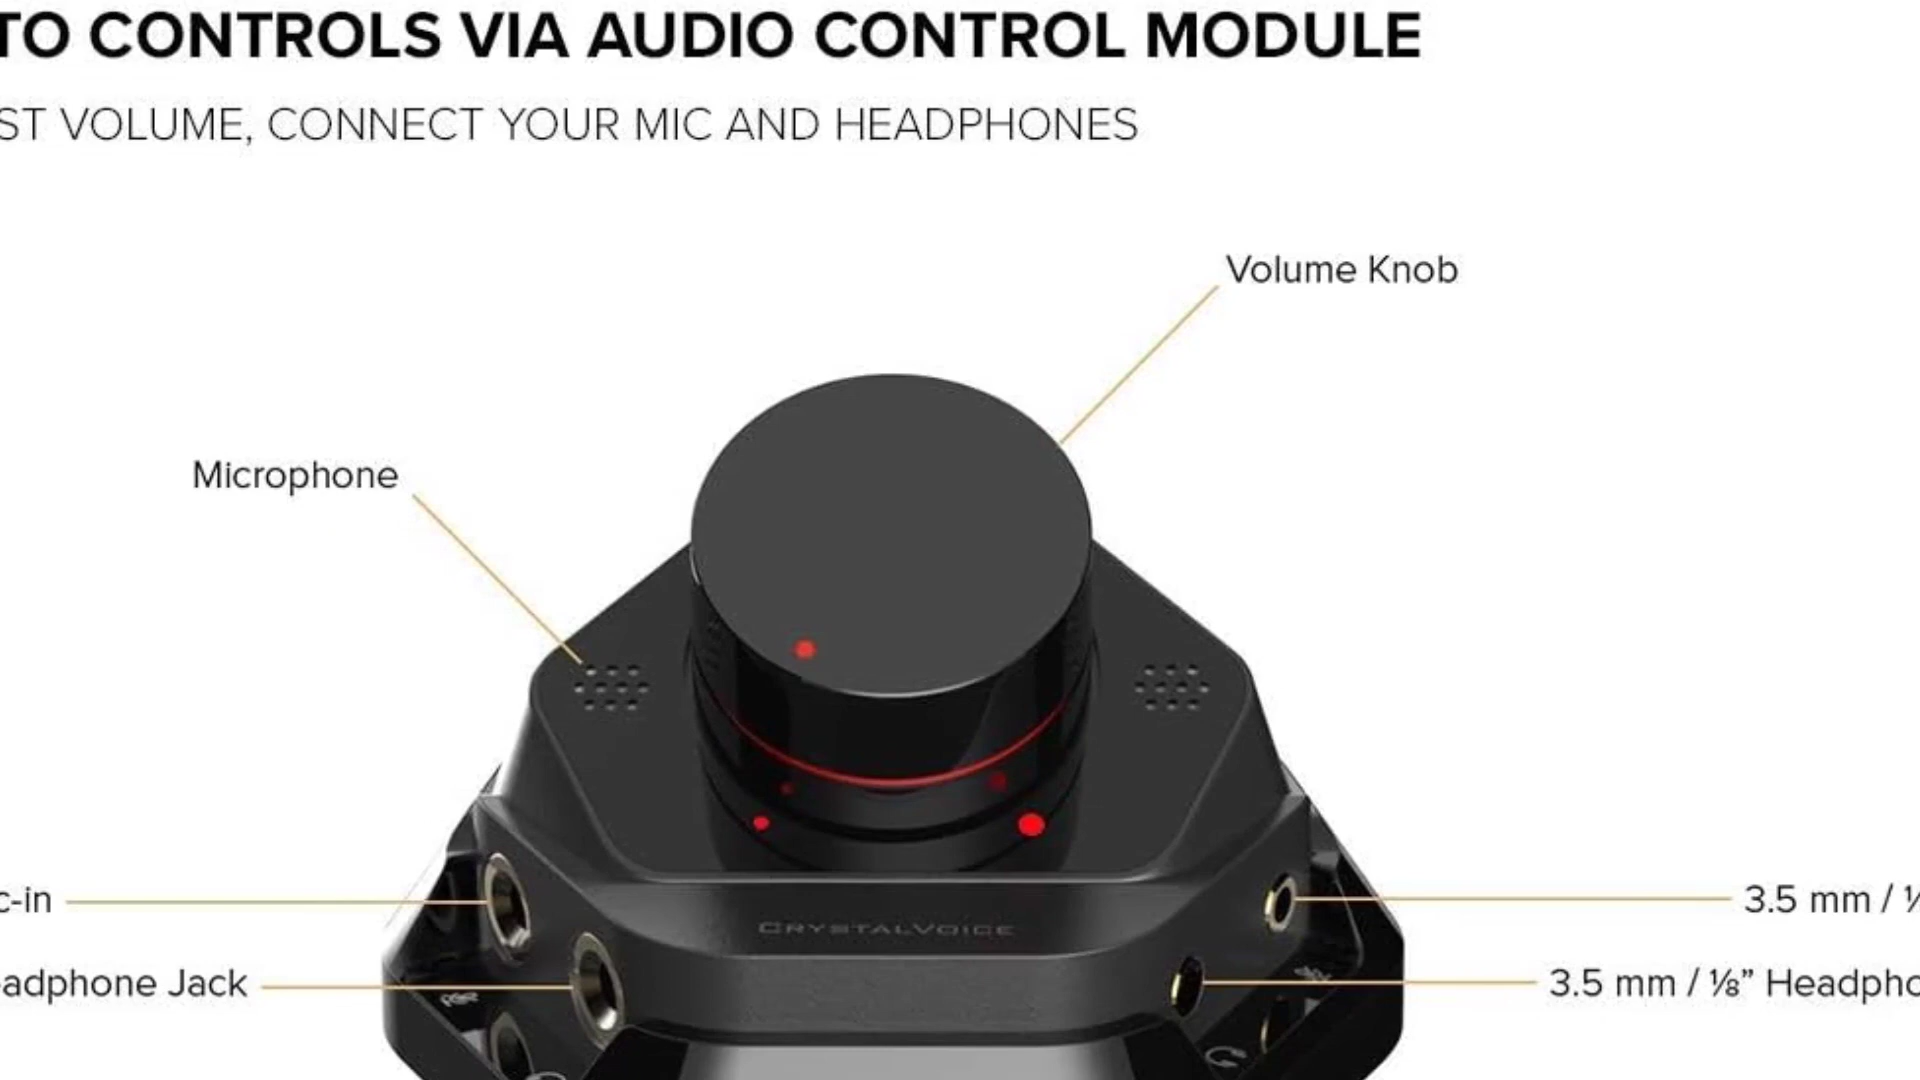 TO CONTROLS VIA AUDIO CONTROL MODULE
ST VOLUME, CONNECT YOUR MIC AND HEADPHONES
Volume Knob
Microphone
c-in
3.5 mm /
CRYSTALVOICE
adphone Jack
3.5 mm / ⅛” Headpho